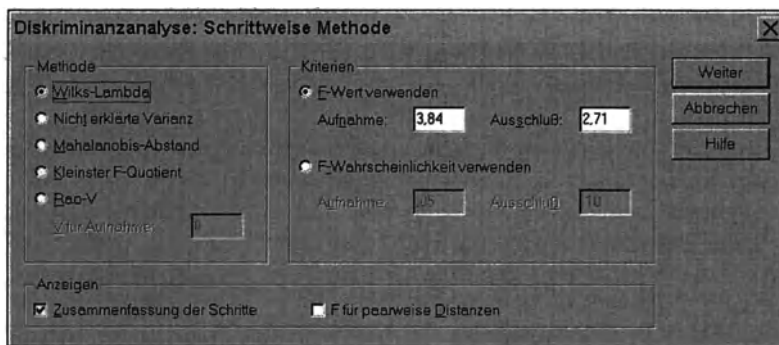 Diskriminanzanalyse: Schrittweise Methode
Methode
Wilks-Lambda
Nicht erklärte Varianz
Mahalanobis-Abstand
Kleinster F-Quotient
Rao-V
V für Aufnahme: 0
Kriterien
F-Wert verwenden
Aufnahme: 3,84 Ausschluß: 2,71
F-Wahrscheinlichkeit verwenden
Aufnahme: ,05 Ausschluß: ,10
Weiter
Abbrechen
Hilfe
Anzeigen
Zusammenfassung der Schritte
F für paarweise Distanzen